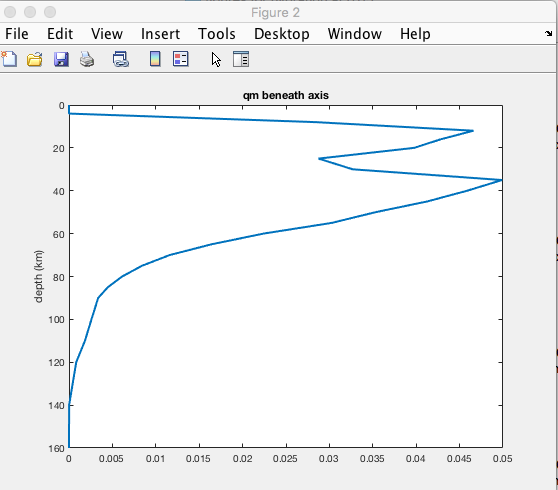 Figure 2
File Edit View Insert Tools Desktop Window Help
qm beneath axis
0
20
40
60
80
100
120
140
160
depth (km)
0 0.005 0.01 0.015 0.02 0.025 0.03 0.035 0.04 0.045 0.05